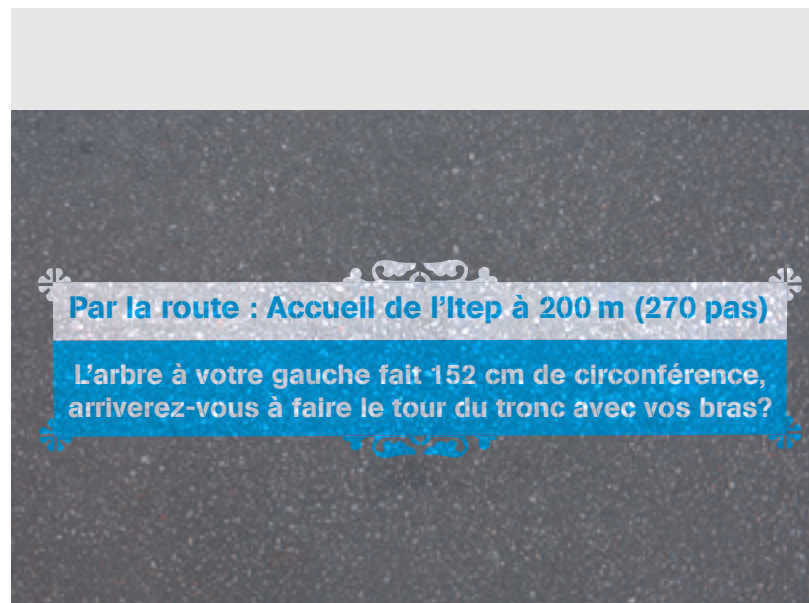 Par la route : Accueil de l'Itep à 200 m (270 pas)
L'arbre à votre gauche fait 152 cm de circonférence,
arriverez-vous à faire le tour du tronc avec vos bras?